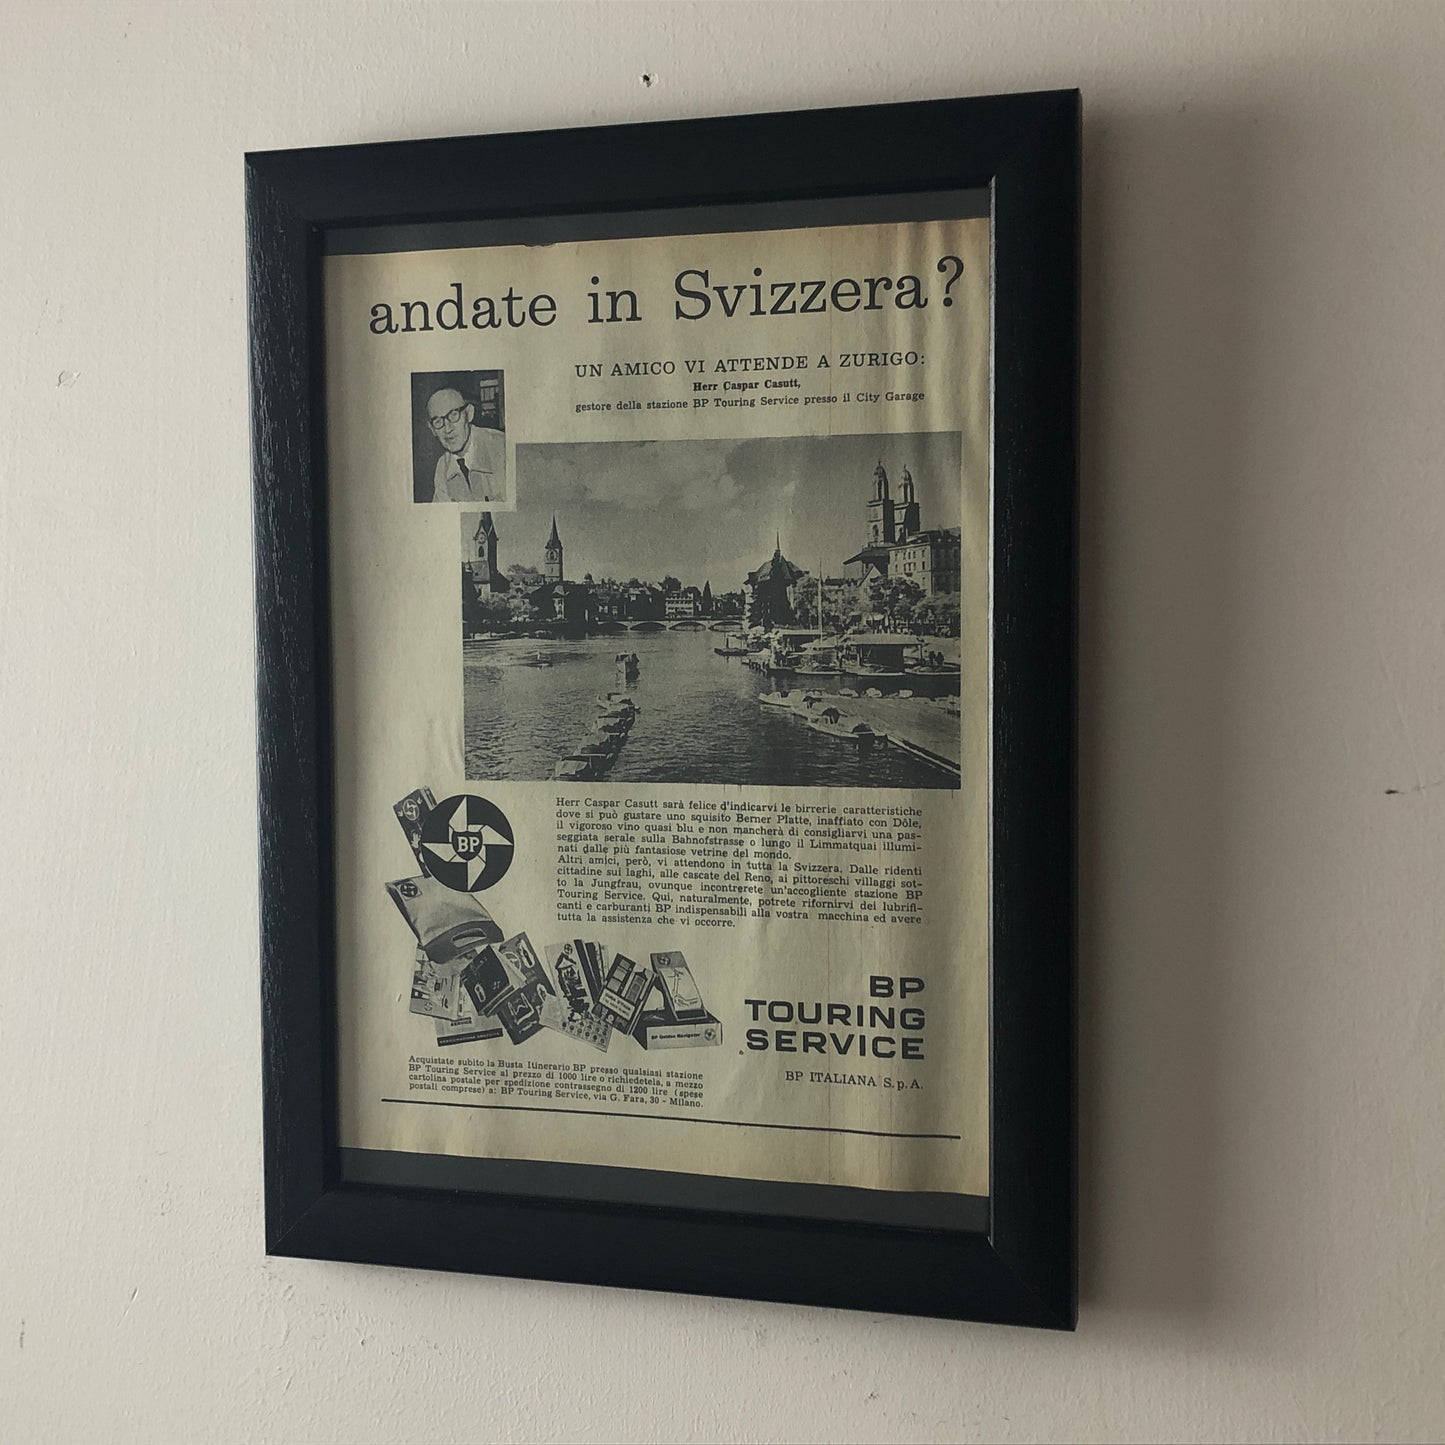 andate in Svizzera?
UN AMICO VI ATTENDE A ZURIGO:
Herr Caspar Casutt,
gestore della stazione BP Touring Service presso il City Garage
Herr Caspar Casutt sarà felice d'indicarvi le birrerie caratteristiche
dove si può gustare uno squisito Berner Platte, inaffiato con Dôle,
il vigoroso vino quasi blu e non mancherà di consigliarvi una pas-
seggiata serale sulla Bahnofstrasse o lungo il Limmatquai illumi-
nati dalle più fantasiose vetrine del mondo.
Altri amici, però, vi attendono in tutta la Svizzera. Dalle ridenti
cittadine sui laghi, alle cascate del Reno, ai pittoreschi villaggi sot-
to la Jungfrau, ovunque incontrerete un'accogliente stazione BP
Touring Service. Qui, naturalmente, potrete rifornirvi dei lubrifi-
canti e carburanti BP indispensabili alla vostra macchina ed avere
tutta la assistenza che vi occorre.
BP
SERVICE
BP Golden Navigator
BP
TOURING
SERVICE
BP ITALIANA S.p.A.
Acquistate subito la Busta Itinerario BP presso qualsiasi stazione
BP Touring Service al prezzo di 1000 lire o richiedetela, a mezzo
cartolina postale per spedizione contrassegno di 1200 lire (spese
postali comprese) a: BP Touring Service, via G. Fara, 30 - Milano.